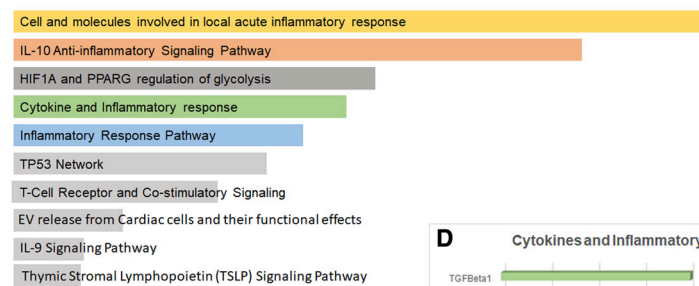 Cell and molecules involved in local acute inflammatory response
IL-10 Anti-inflammatory Signaling Pathway
HIF1A and PPARG regulation of glycolysis
Cytokine and Inflammatory response
Inflammatory Response Pathway
TP53 Network
T-Cell Receptor and Co-stimulatory Signaling
EV release from Cardiac cells and their functional effects
IL-9 Signaling Pathway
Thymic Stromal Lymphopoietin (TSLP) Signaling Pathway
D
Cytokines and Inflammatory
TGFBeta1